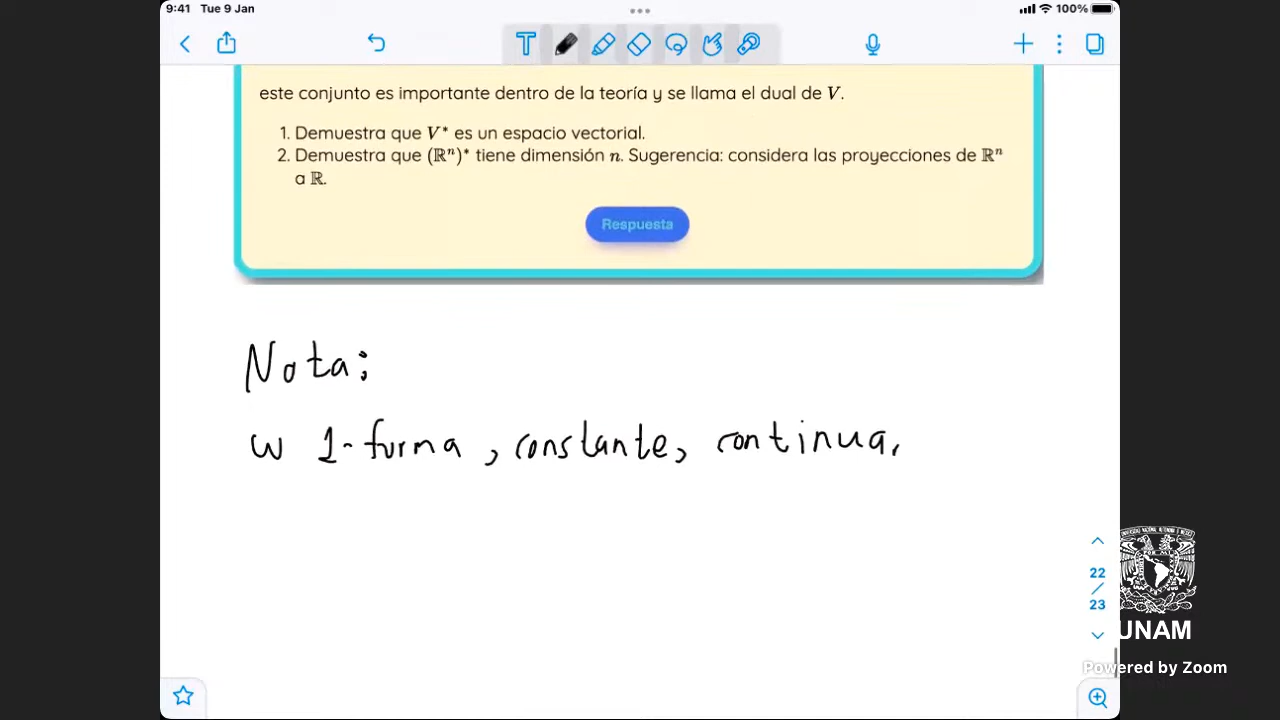 9:41 Tue 9 Jan 100%
este conjunto es importante dentro de la teoría y se llama el dual de V.
1. Demuestra que V* es un espacio vectorial.
2. Demuestra que (ℝⁿ)* tiene dimensión n. Sugerencia: considera las proyecciones de ℝⁿ
a ℝ.
Respuesta
Nota:
w 1-forma, constante, continua,
22
/
23
UNAM
Powered by Zoom